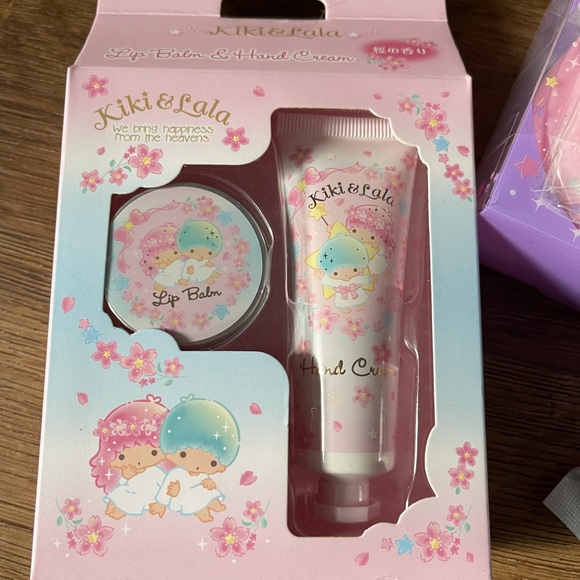 Kiki & Lala
Lip Balm & Hand Cream
桜の香り
Kiki & Lala
We bring happiness
from the heavens.
Kiki & Lala
Lip Balm
Hand Cream